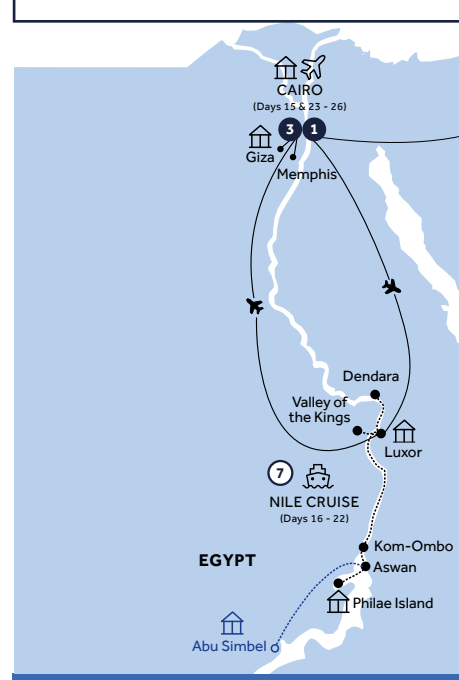 CAIRO
(Days 15 & 23 - 26)
3
1
Giza
Memphis
Dendara
Valley of
the Kings
Luxor
7
NILE CRUISE
(Days 16 - 22)
Kom-Ombo
EGYPT
Aswan
Philae Island
Abu Simbel